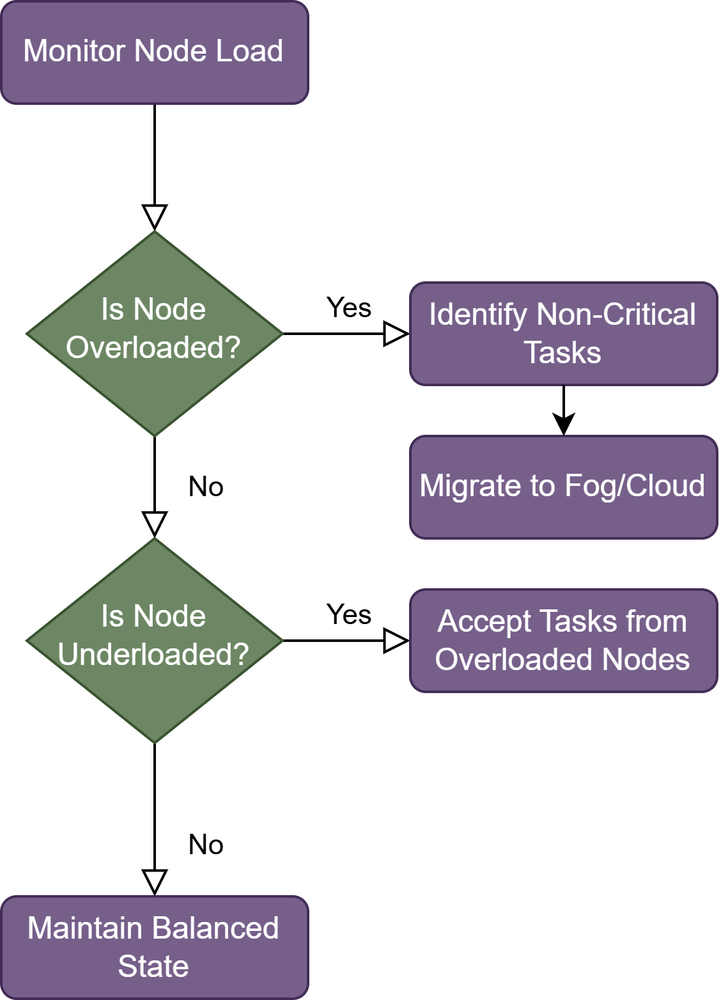 Monitor Node Load
Is Node
Overloaded?
Yes
Identify Non-Critical
Tasks
Migrate to Fog/Cloud
No
Is Node
Underloaded?
Yes
Accept Tasks from
Overloaded Nodes
No
Maintain Balanced
State